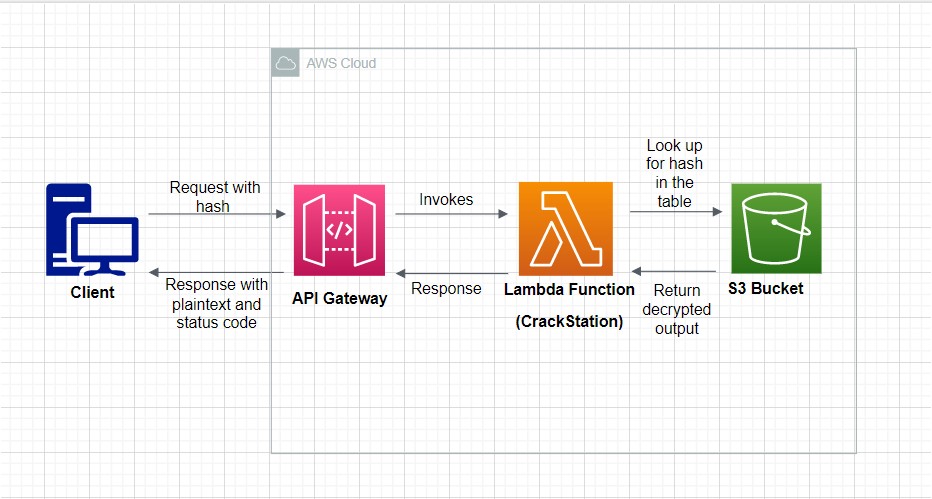 AWS Cloud
Request with
hash
Invokes
Look up
for hash
in the
table
</>
Response with
plaintext and
status code
Response
Return
decrypted
output
Client
API Gateway
Lambda Function
(CrackStation)
S3 Bucket